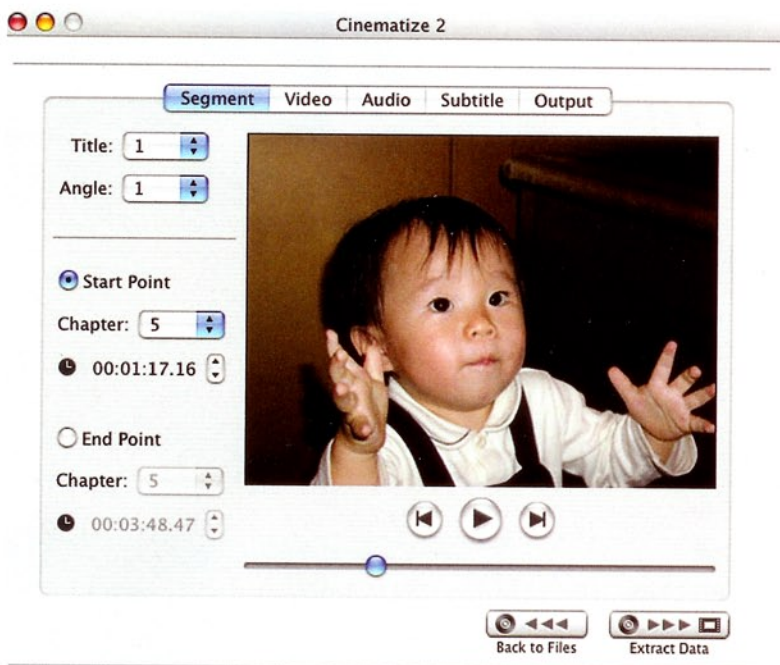 Cinematize 2
Segment Video Audio Subtitle Output
Title: 1
Angle: 1
Start Point
Chapter: 5
00:01:17.16
End Point
Chapter: 5
00:03:48.47
Back to Files Extract Data